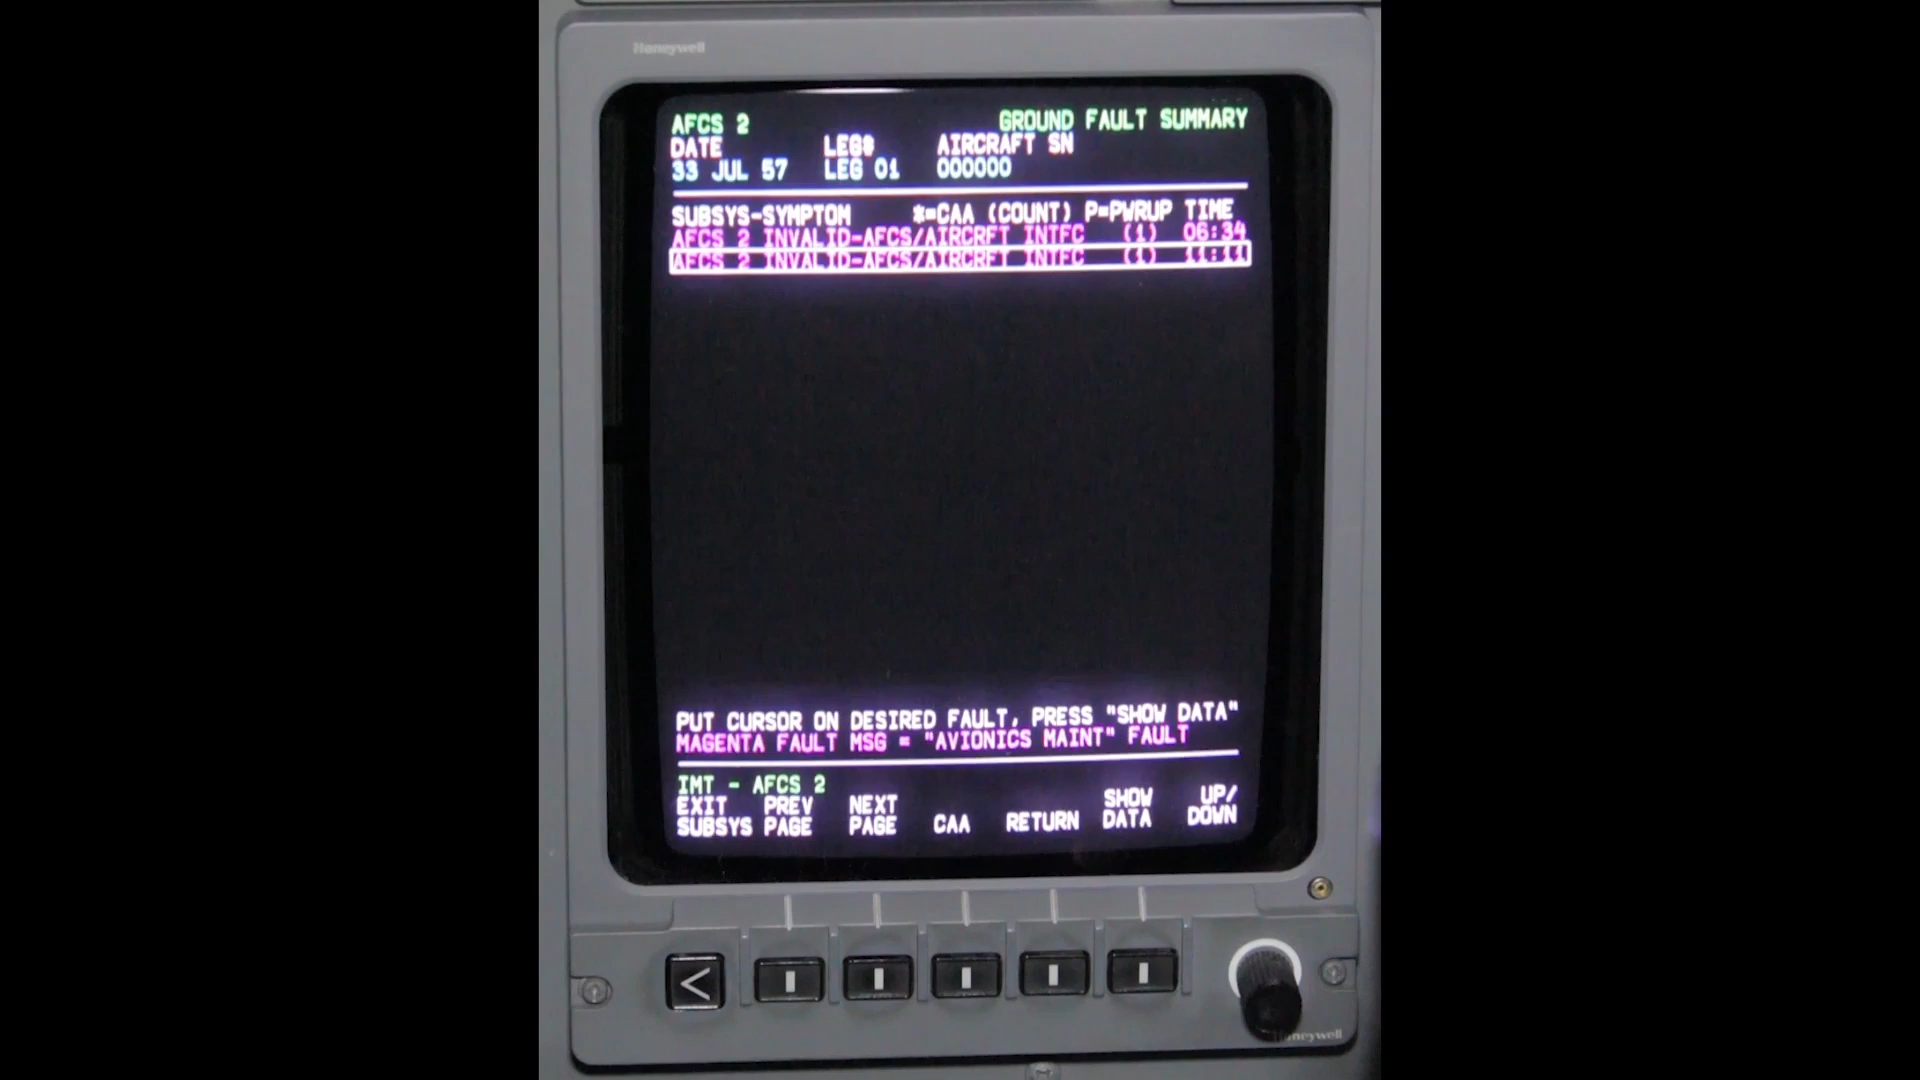 Honeywell
AFCS 2 GROUND FAULT SUMMARY
DATE LEG# AIRCRAFT SN
33 JUL 57 LEG 01 000000
SUBSYS-SYMPTOM *=CAA (COUNT) P=PWRUP TIME
AFCS 2 INVALID-AFCS/AIRCRFT INTFC (1) 06:34
AFCS 2 INVALID-AFCS/AIRCRFT INTFC (1) 11:11
PUT CURSOR ON DESIRED FAULT, PRESS "SHOW DATA"
MAGENTA FAULT MSG = "AVIONICS MAINT" FAULT
IMT - AFCS 2
EXIT PREV NEXT SHOW UP/
SUBSYS PAGE PAGE CAA RETURN DATA DOWN
<
Honeywell